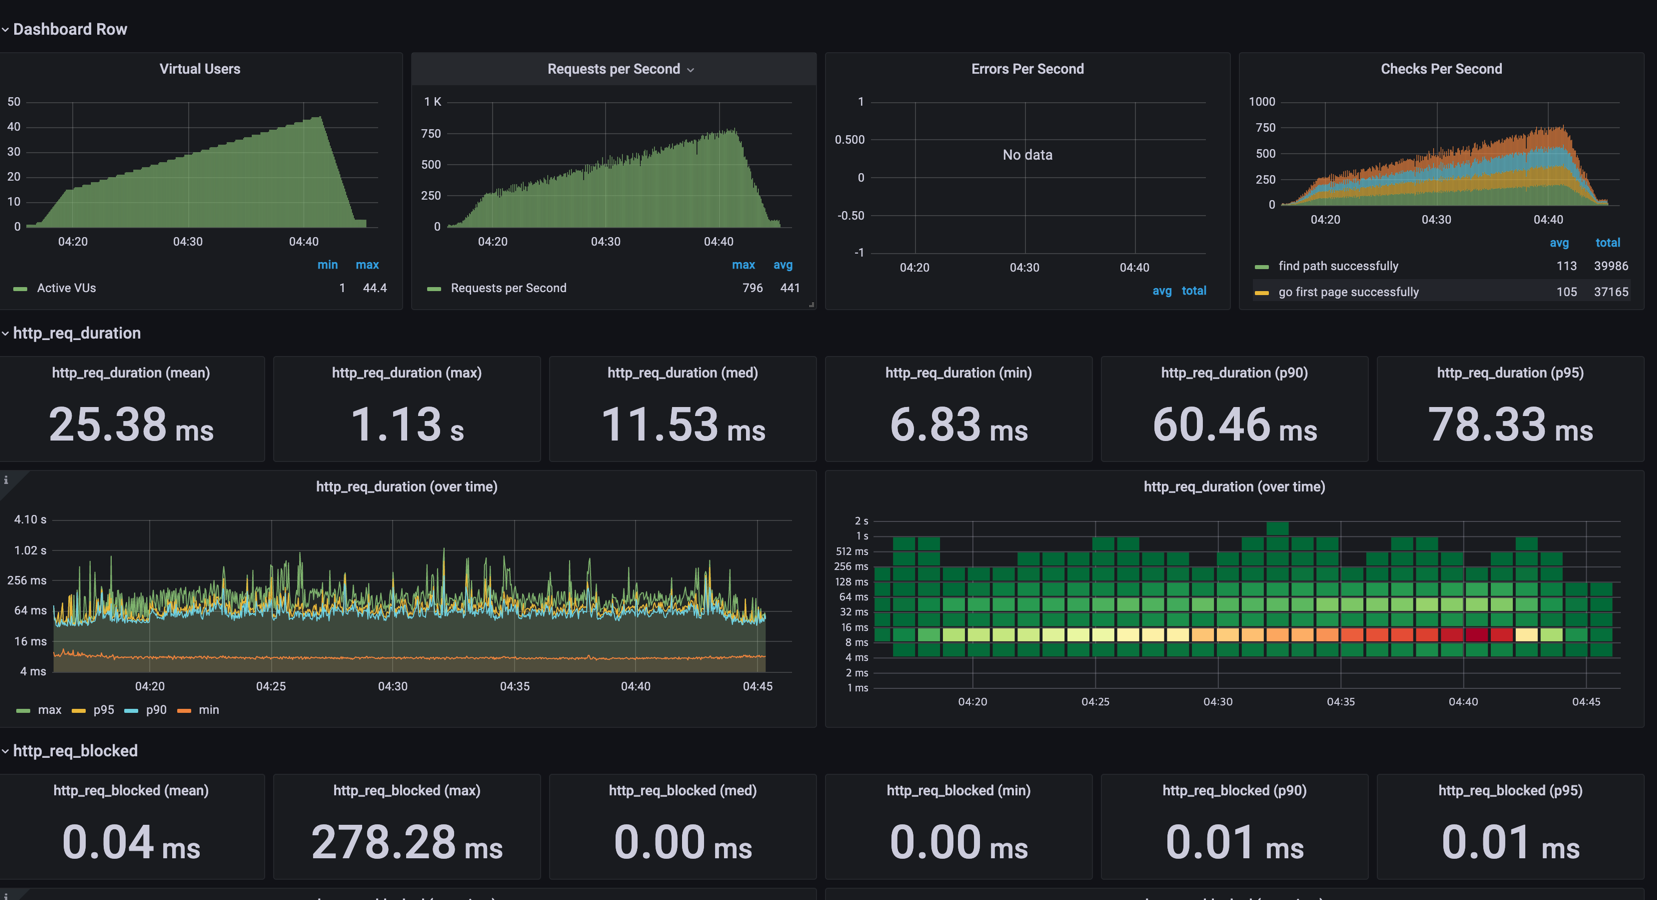 Dashboard Row
Virtual Users
50
40
30
20
10
0
04:20 04:30 04:40
min max
Active VUs 1 44.4
Requests per Second
1 K
750
500
250
0
04:20 04:30 04:40
max avg
Requests per Second 796 441
Errors Per Second
1
0.500
0
-0.50
-1
No data
04:20 04:30 04:40
avg total
Checks Per Second
1000
750
500
250
0
04:20 04:30 04:40
avg total
find path successfully 113 39986
go first page successfully 105 37165
http_req_duration
http_req_duration (mean)
25.38 ms
http_req_duration (max)
1.13 s
http_req_duration (med)
11.53 ms
http_req_duration (min)
6.83 ms
http_req_duration (p90)
60.46 ms
http_req_duration (p95)
78.33 ms
i
http_req_duration (over time)
4.10 s
1.02 s
256 ms
64 ms
16 ms
4 ms
04:20 04:25 04:30 04:35 04:40 04:45
max p95 p90 min
http_req_duration (over time)
2 s
1 s
512 ms
256 ms
128 ms
64 ms
32 ms
16 ms
8 ms
4 ms
2 ms
1 ms
04:20 04:25 04:30 04:35 04:40 04:45
http_req_blocked
http_req_blocked (mean)
0.04 ms
http_req_blocked (max)
278.28 ms
http_req_blocked (med)
0.00 ms
http_req_blocked (min)
0.00 ms
http_req_blocked (p90)
0.01 ms
http_req_blocked (p95)
0.01 ms